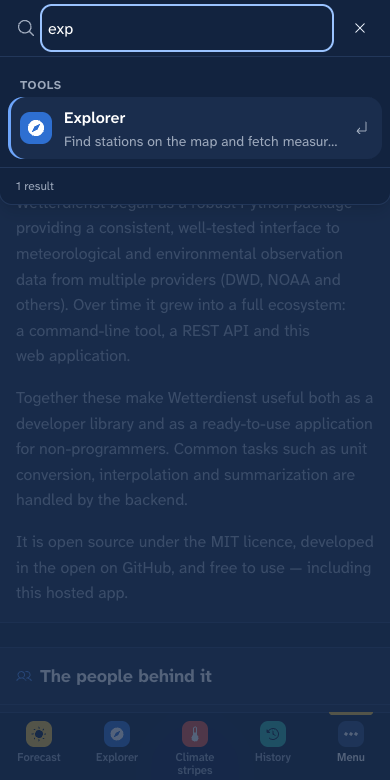 exp
TOOLS
Explorer
Find stations on the map and fetch measur...
1 result
Wetterdienst began as a robust Python package
providing a consistent, well-tested interface to
meteorological and environmental observation
data from multiple providers (DWD, NOAA and
others). Over time it grew into a full ecosystem:
a command-line tool, a REST API and this
web application.
Together these make Wetterdienst useful both as a
developer library and as a ready-to-use application
for non-programmers. Common tasks such as unit
conversion, interpolation and summarization are
handled by the backend.
It is open source under the MIT licence, developed
in the open on GitHub, and free to use — including
this hosted app.
The people behind it
Forecast
Explorer
Climate
stripes
History
Menu